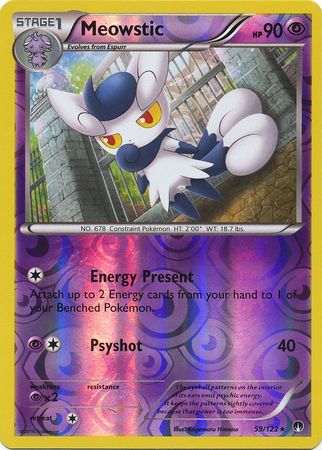 STAGE1
Meowstic
HP 90
Evolves from Espurr
NO. 678 Constraint Pokémon HT: 2'00" WT: 18.7 lbs.
Energy Present
Attach up to 2 Energy cards from your hand to 1 of
your Benched Pokémon.
Psyshot 40
weakness resistance
×2
retreat
The eyeball patterns on the interior
of its ears emit psychic energy.
It keeps the patterns tightly covered
because that power is too immense.
©2016 Pokémon
Illus. Kagemaru Himeno
59/122 ★